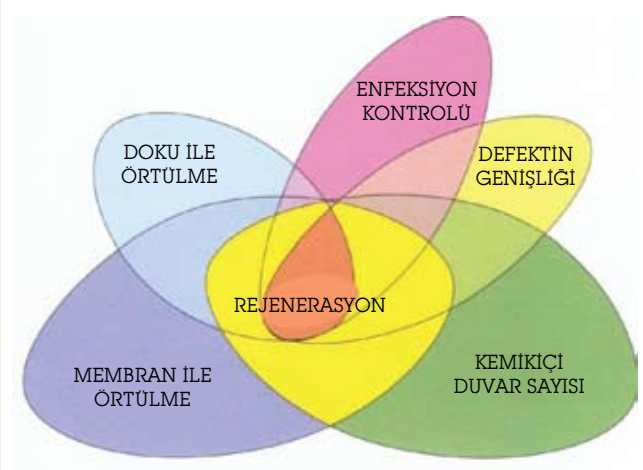 ENFEKSİYON
KONTROLÜ
DOKU İLE
ÖRTÜLME
DEFEKTİN
GENİŞLİĞİ
REJENERASYON
MEMBRAN İLE
ÖRTÜLME
KEMİKİÇİ
DUVAR SAYISI